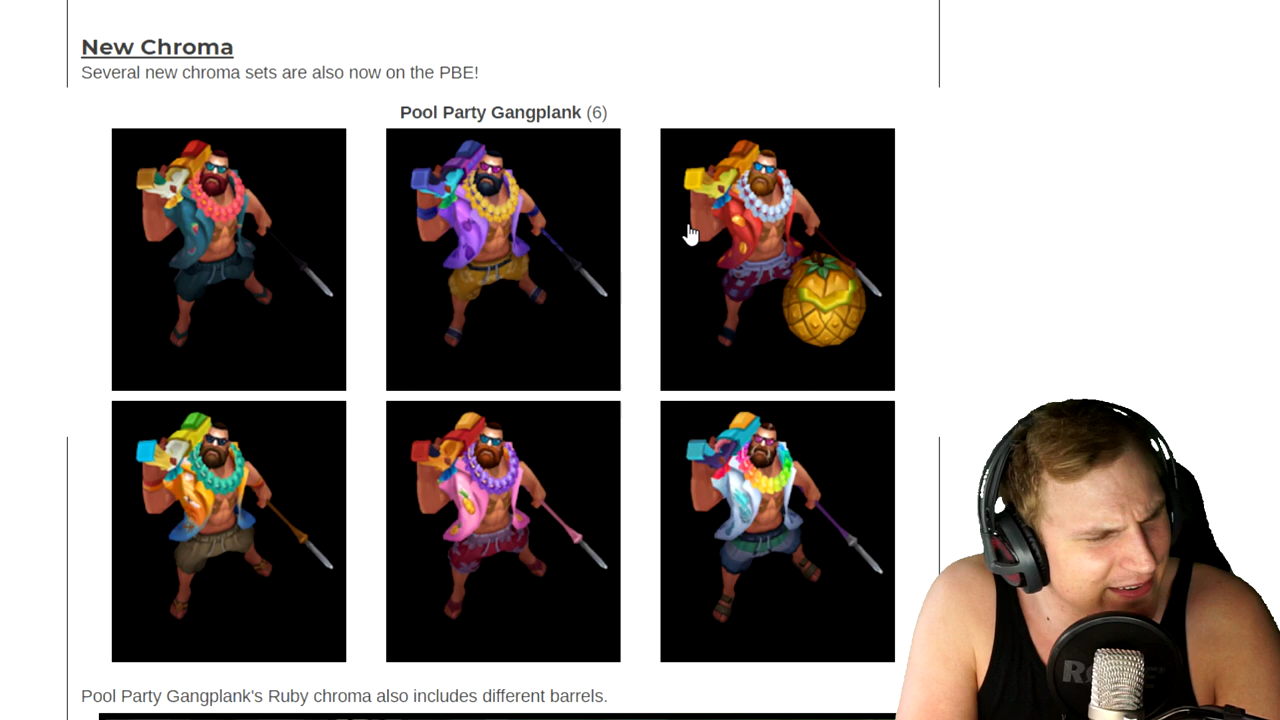 New Chroma
Several new chroma sets are also now on the PBE!
Pool Party Gangplank (6)
Pool Party Gangplank's Ruby chroma also includes different barrels.